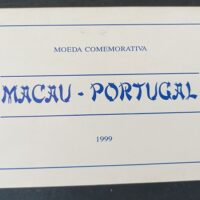 MOEDA COMEMORATIVA
MACAU - PORTUGAL
1999